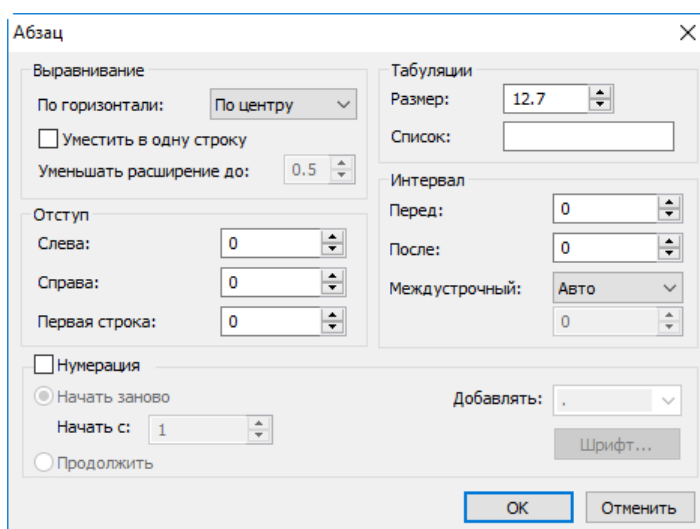 Абзац
Выравнивание
По горизонтали: По центру
Уместить в одну строку
Уменьшать расширение до: 0.5
Табуляции
Размер: 12.7
Список:
Отступ
Слева: 0
Справа: 0
Первая строка: 0
Интервал
Перед: 0
После: 0
Междустрочный: Авто
0
Нумерация
Начать заново
Начать с: 1
Продолжить
Добавлять: .
Шрифт...
ОК
Отменить